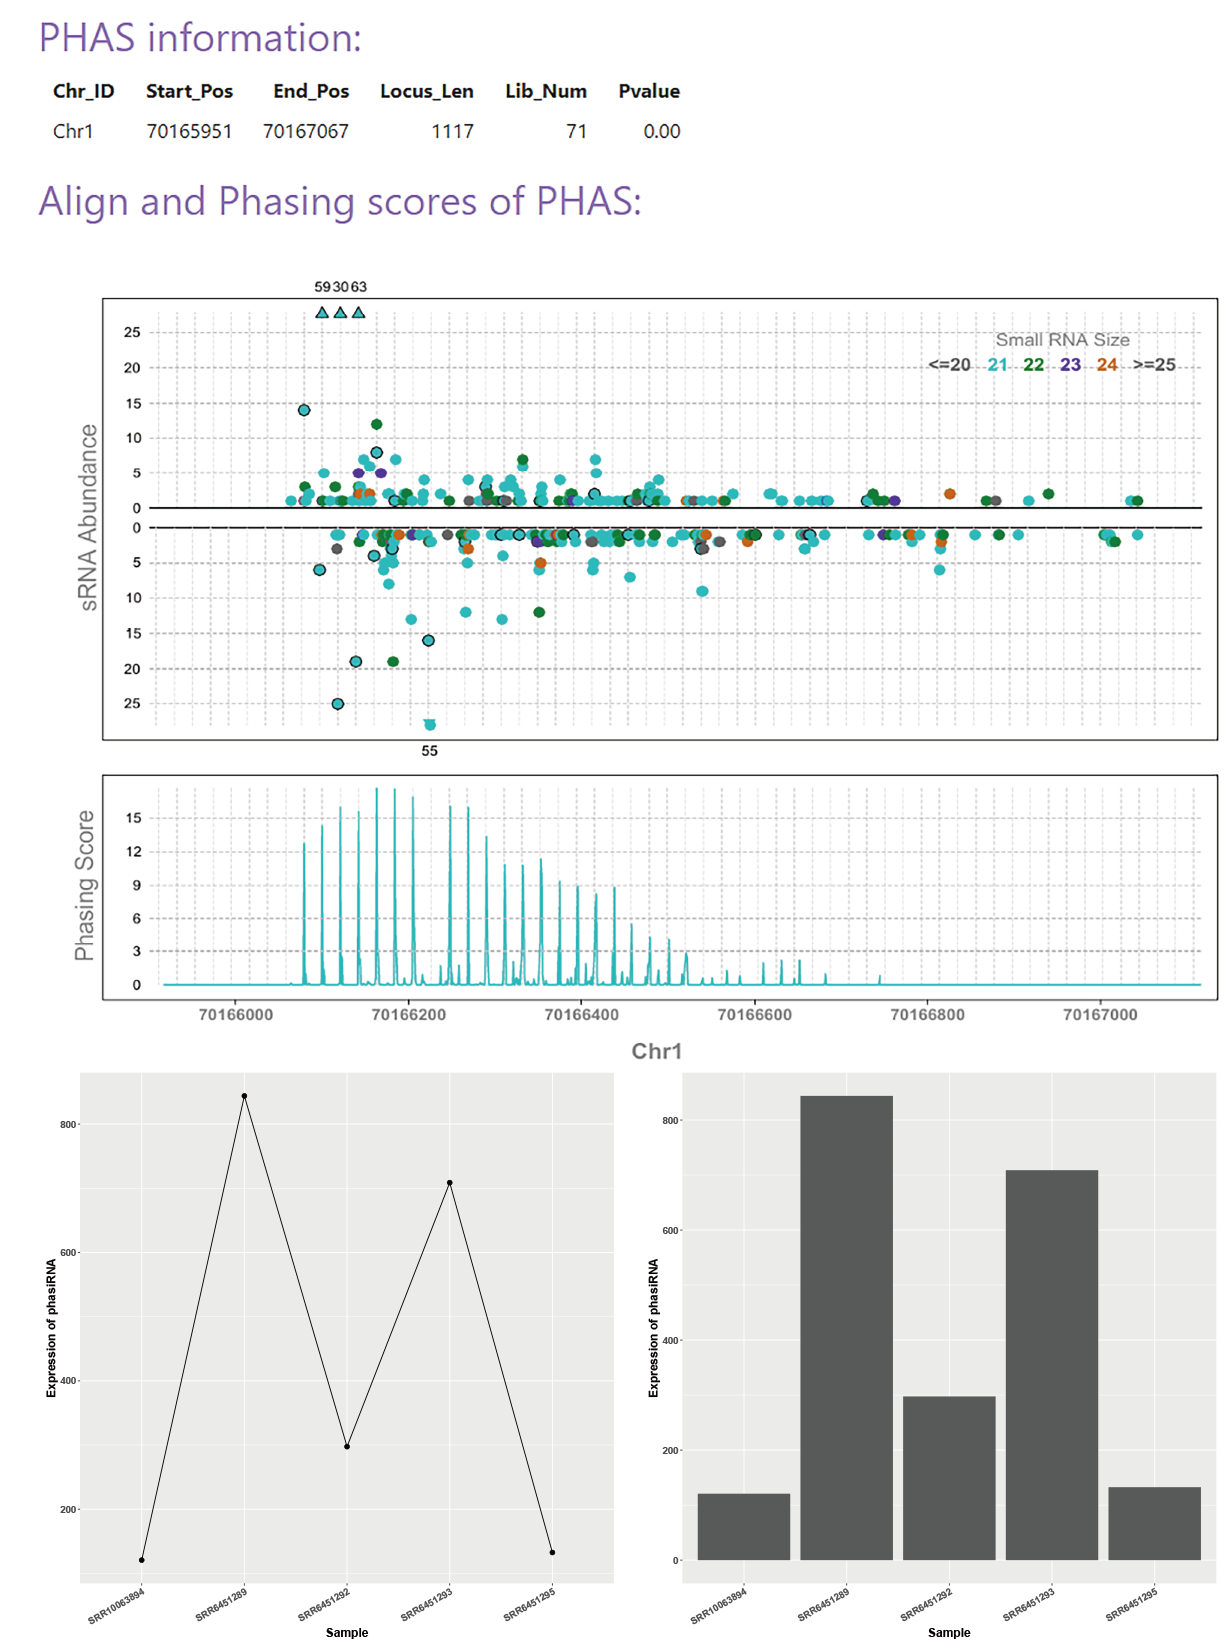 PHAS information:
Chr_ID Start_Pos End_Pos Locus_Len Lib_Num Pvalue
Chr1 70165951 70167067 1117 71 0.00
Align and Phasing scores of PHAS:
59 30 63
Small RNA Size
<=20 21 22 23 24 >=25
sRNA Abundance
25
20
15
10
5
0
0
5
10
15
20
25
55
Phasing Score
15
12
9
6
3
0
70166000 70166200 70166400 70166600 70166800 70167000
Chr1
Expression of phasiRNA
800
600
400
200
SRR10063894 SRR6451289 SRR6451292 SRR6451293 SRR6451295
Sample
Expression of phasiRNA
800
600
400
200
0
SRR10063894 SRR6451289 SRR6451292 SRR6451293 SRR6451295
Sample